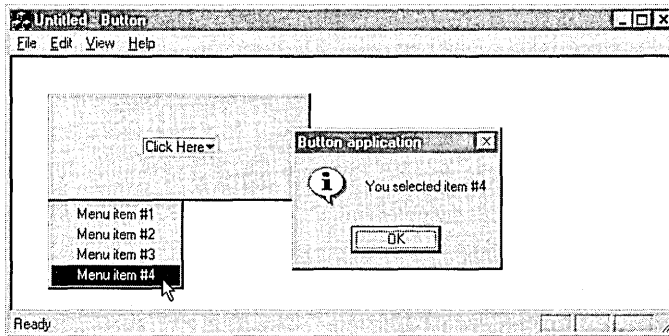 Untitled - Button
File Edit View Help
Click Here
Button application
You selected item #4
OK
Menu item #1
Menu item #2
Menu item #3
Menu item #4
Ready